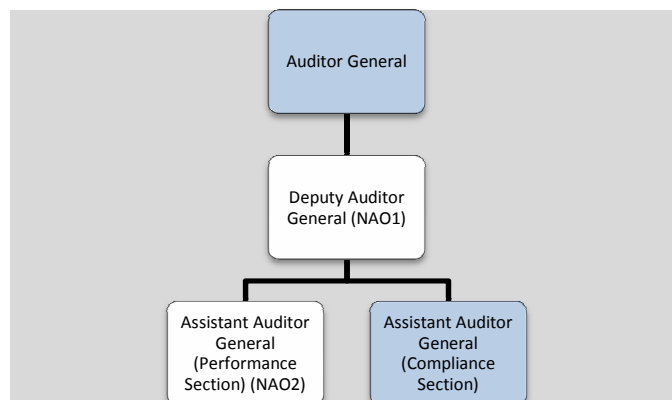 Auditor General
Deputy Auditor
General (NAO1)
Assistant Auditor
General
(Performance
Section) (NAO2)
Assistant Auditor
General
(Compliance
Section)